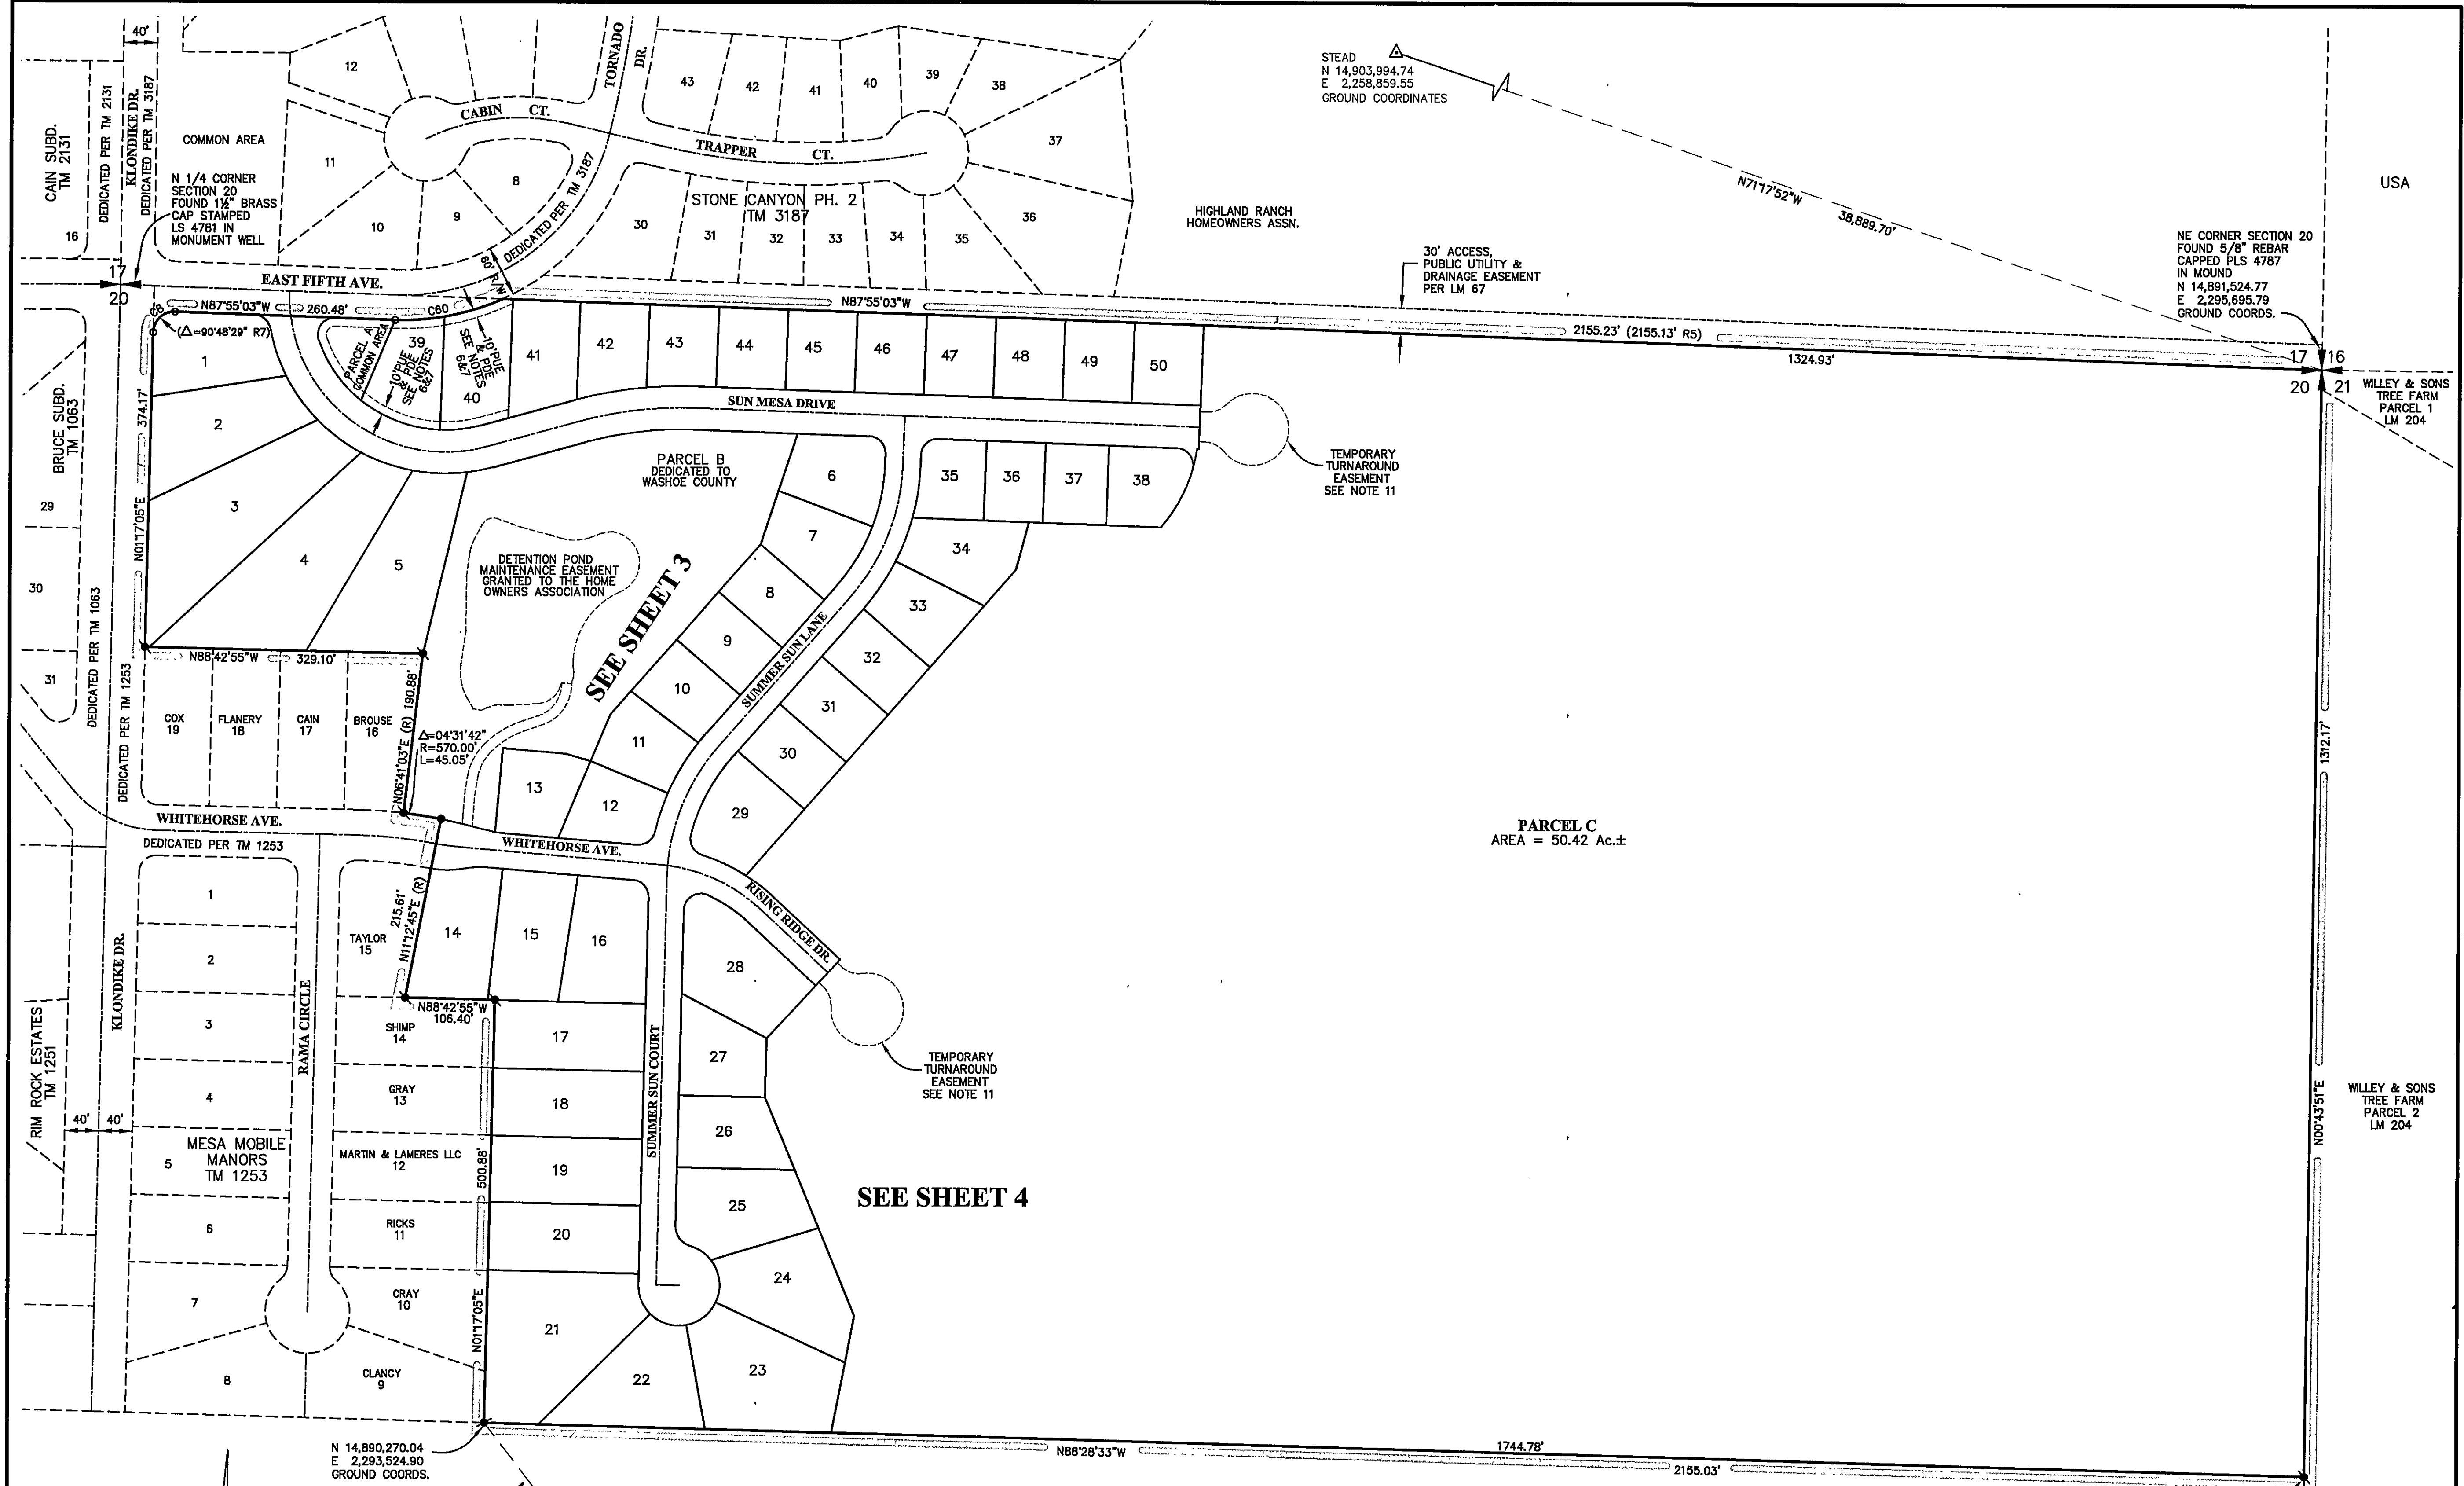 40'
CAIN SUBD.
TM 2131
DEDICATED PER TM 2131
KLONDIKE DR.
DEDICATED PER TM 3187
COMMON AREA
16
N 1/4 CORNER
SECTION 20
FOUND 1½" BRASS
CAP STAMPED
LS 4781 IN
MONUMENT WELL
17
20
12
11
10
9
8
CABIN CT.
TORNADO
DR.
TRAPPER CT.
43
42
41
40
39
38
37
36
35
34
33
32
31
30
STONE CANYON PH. 2
TM 3187
DEDICATED PER TM 3187
60' R/W
HIGHLAND RANCH
HOMEOWNERS ASSN.
STEAD
N 14,903,994.74
E 2,258,859.55
GROUND COORDINATES
N71°17'52"W
38,889.70'
USA
30' ACCESS,
PUBLIC UTILITY &
DRAINAGE EASEMENT
PER LM 67
NE CORNER SECTION 20
FOUND 5/8" REBAR
CAPPED PLS 4787
IN MOUND
N 14,891,524.77
E 2,295,695.79
GROUND COORDS.
17 16
20 21
WILLEY & SONS
TREE FARM
PARCEL 1
LM 204
EAST FIFTH AVE.
N87°55'03"W
260.48'
C60
(Δ=90°48'29" R7)
N87°55'03"W
2155.23' (2155.13' R5)
1324.93'
PARCEL A
COMMON AREA
39
10'PUE
& PDE
SEE NOTES
6&7
10'PUE
& PDE
SEE NOTES
6&7
40
41
42
43
44
45
46
47
48
49
50
SUN MESA DRIVE
TEMPORARY
TURNAROUND
EASEMENT
SEE NOTE 11
BRUCE SUBD.
TM 1063
29
30
31
DEDICATED PER TM 1063
DEDICATED PER TM 1253
374.17'
N01°17'05"E
1
2
3
4
5
PARCEL B
DEDICATED TO
WASHOE COUNTY
DETENTION POND
MAINTENANCE EASEMENT
GRANTED TO THE HOME
OWNERS ASSOCIATION
SEE SHEET 3
6
7
8
9
10
11
12
13
SUMMER SUN LANE
35
36
37
38
34
33
32
31
30
29
N88°42'55"W
329.10'
COX
19
FLANERY
18
CAIN
17
BROUSE
16
N06°41'03"E (R) 190.88'
Δ=04°31'42"
R=570.00'
L=45.05'
WHITEHORSE AVE.
DEDICATED PER TM 1253
WHITEHORSE AVE.
RISING RIDGE DR.
PARCEL C
AREA = 50.42 Ac.±
1312.17'
N00°43'51"E
WILLEY & SONS
TREE FARM
PARCEL 2
LM 204
KLONDIKE DR.
RIM ROCK ESTATES
TM 1251
40' 40'
RAMA CIRCLE
1
2
3
4
5
6
7
8
MESA MOBILE
MANORS
TM 1253
TAYLOR
15
215.61'
N11°12'45"E (R)
N88°42'55"W
106.40'
SHIMP
14
GRAY
13
MARTIN & LAMERES LLC
12
RICKS
11
CRAY
10
CLANCY
9
500.88'
N01°17'05"E
14
15
16
17
18
19
20
21
22
23
24
25
26
27
28
SUMMER SUN COURT
TEMPORARY
TURNAROUND
EASEMENT
SEE NOTE 11
SEE SHEET 4
N 14,890,270.04
E 2,293,524.90
GROUND COORDS.
N88°28'33"W
1744.78'
2155.03'